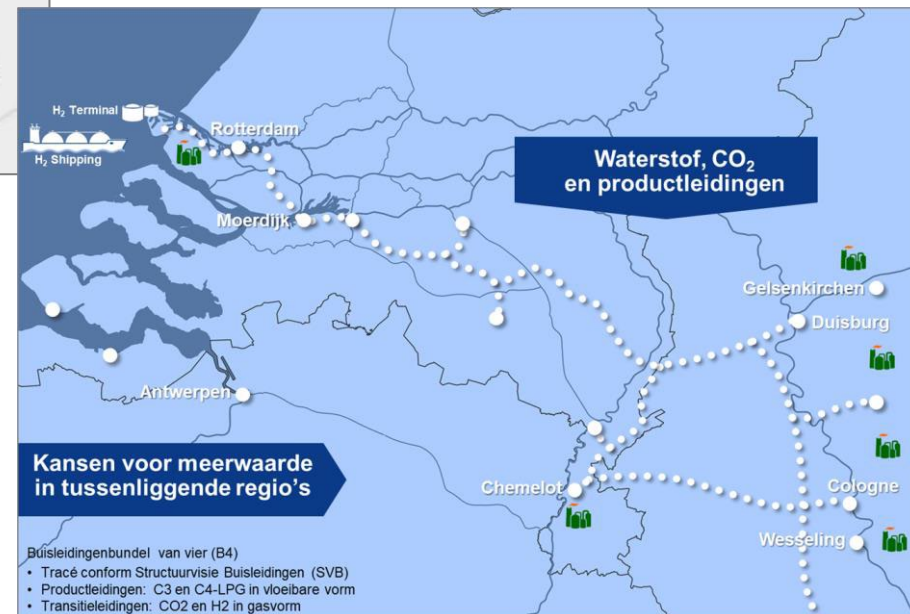 H₂ Terminal
Rotterdam
H₂ Shipping
Waterstof, CO₂
en productleidingen
Moerdijk
Gelsenkirchen
Duisburg
Antwerpen
Kansen voor meerwaarde
in tussenliggende regio's
Chemelot
Cologne
Wesseling
Buisleidingenbundel van vier (B4)
• Tracé conform Structuurvisie Buisleidingen (SVB)
• Productleidingen: C3 en C4-LPG in vloeibare vorm
• Transitieleidingen: CO2 en H2 in gasvorm